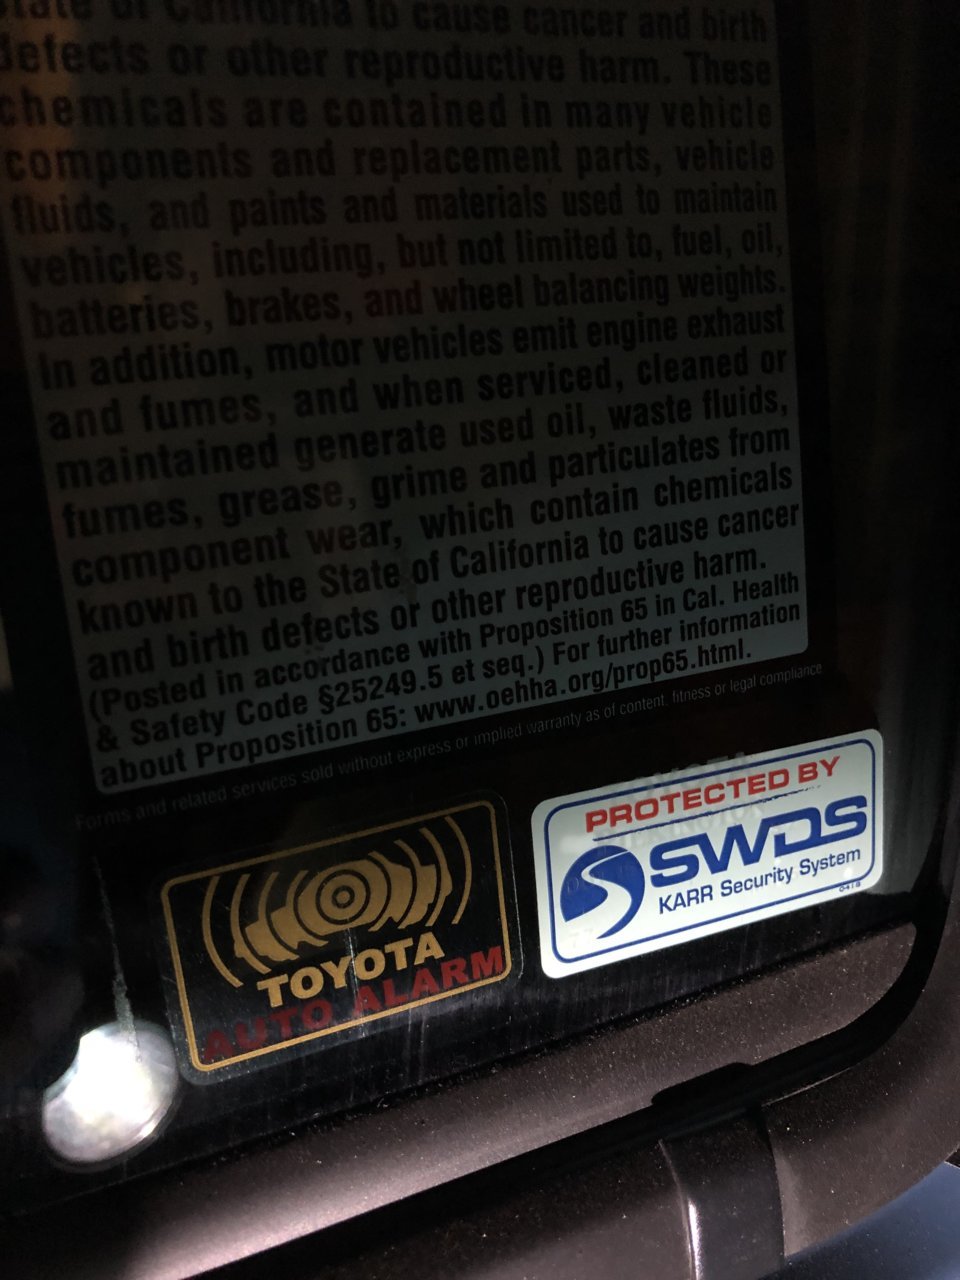 State of California to cause cancer and birth
defects or other reproductive harm. These
chemicals are contained in many vehicle
components and replacement parts, vehicle
fluids, and paints and materials used to maintain
vehicles, including, but not limited to, fuel, oil,
batteries, brakes, and wheel balancing weights.
In addition, motor vehicles emit engine exhaust
and fumes, and when serviced, cleaned or
maintained generate used oil, waste fluids,
fumes, grease, grime and particulates from
component wear, which contain chemicals
known to the State of California to cause cancer
and birth defects or other reproductive harm.
(Posted in accordance with Proposition 65 in Cal. Health
& Safety Code §25249.5 et seq.) For further information
about Proposition 65: www.oehha.org/prop65.html.
Forms and related services sold without express or implied warranty as of content, fitness or legal compliance
TOYOTA
AUTO ALARM
PROTECTED BY
SWDS
KARR Security System
0418